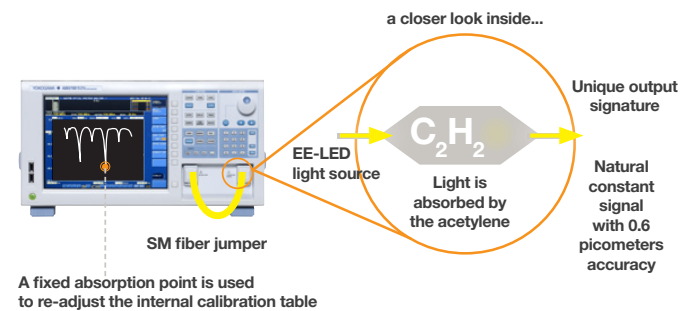 a closer look inside...
YOKOGAWA
Unique output
signature
C2H2
EE-LED
light source
Light is
absorbed by
the acetylene
Natural
constant
signal
with 0.6
picometers
accuracy
SM fiber jumper
A fixed absorption point is used
to re-adjust the internal calibration table